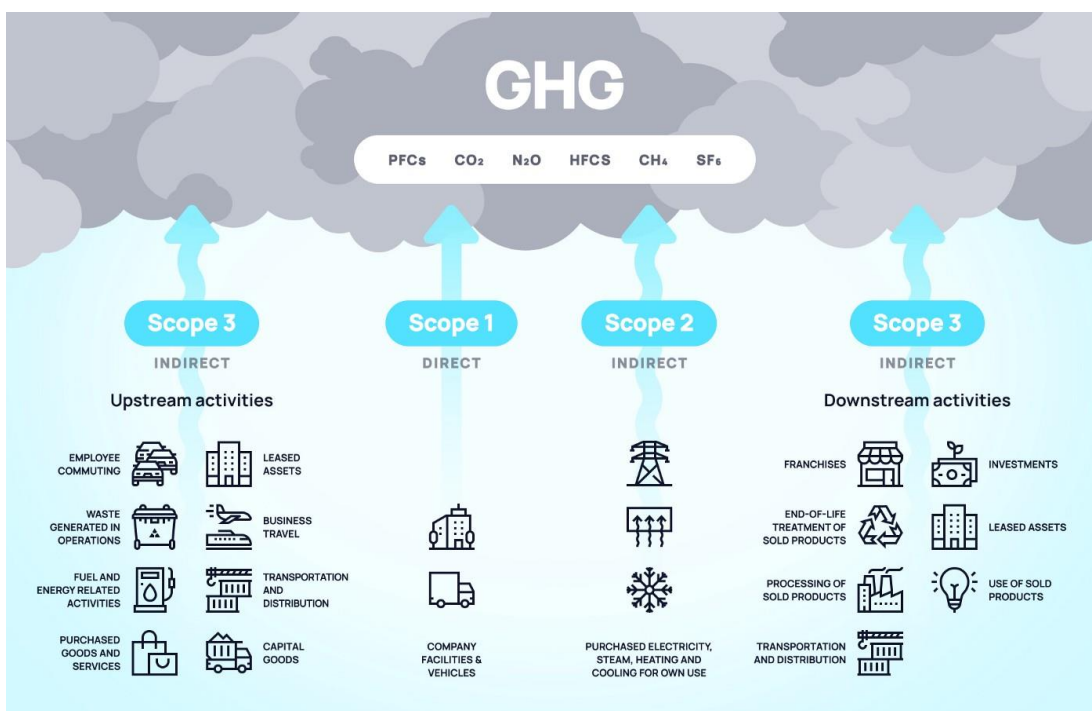 GHG
PFCs CO₂ N₂O HFCS CH₄ SF₆
Scope 3
INDIRECT
Upstream activities
EMPLOYEE
COMMUTING
LEASED
ASSETS
WASTE
GENERATED IN
OPERATIONS
BUSINESS
TRAVEL
FUEL AND
ENERGY RELATED
ACTIVITIES
TRANSPORTATION
AND
DISTRIBUTION
PURCHASED
GOODS AND
SERVICES
CAPITAL
GOODS
Scope 1
DIRECT
COMPANY
FACILITIES &
VEHICLES
Scope 2
INDIRECT
PURCHASED ELECTRICITY,
STEAM, HEATING AND
COOLING FOR OWN USE
Scope 3
INDIRECT
Downstream activities
FRANCHISES
INVESTMENTS
END-OF-LIFE
TREATMENT OF
SOLD PRODUCTS
LEASED ASSETS
PROCESSING OF
SOLD PRODUCTS
USE OF SOLD
PRODUCTS
TRANSPORTATION
AND DISTRIBUTION